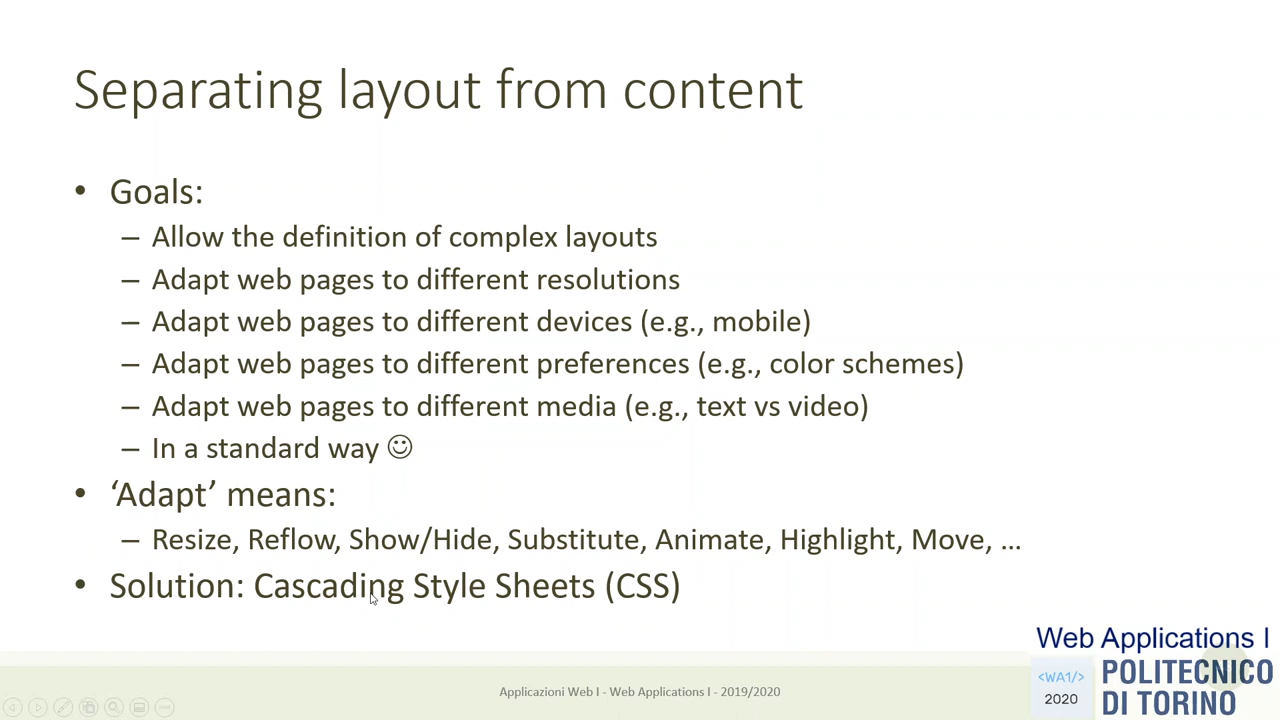 Separating layout from content
• Goals:
– Allow the definition of complex layouts
– Adapt web pages to different resolutions
– Adapt web pages to different devices (e.g., mobile)
– Adapt web pages to different preferences (e.g., color schemes)
– Adapt web pages to different media (e.g., text vs video)
– In a standard way ☺
• ‘Adapt’ means:
– Resize, Reflow, Show/Hide, Substitute, Animate, Highlight, Move, …
• Solution: Cascading Style Sheets (CSS)
Web Applications I
<WA1/>
2020
POLITECNICO
DI TORINO
Applicazioni Web I - Web Applications I - 2019/2020